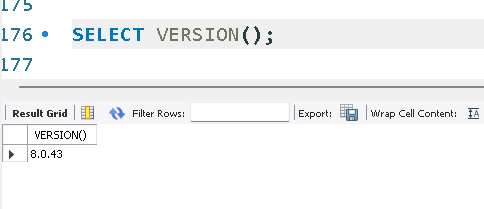 175
176 SELECT VERSION();
177
Result Grid Filter Rows: Export: Wrap Cell Content:
VERSION()
8.0.43